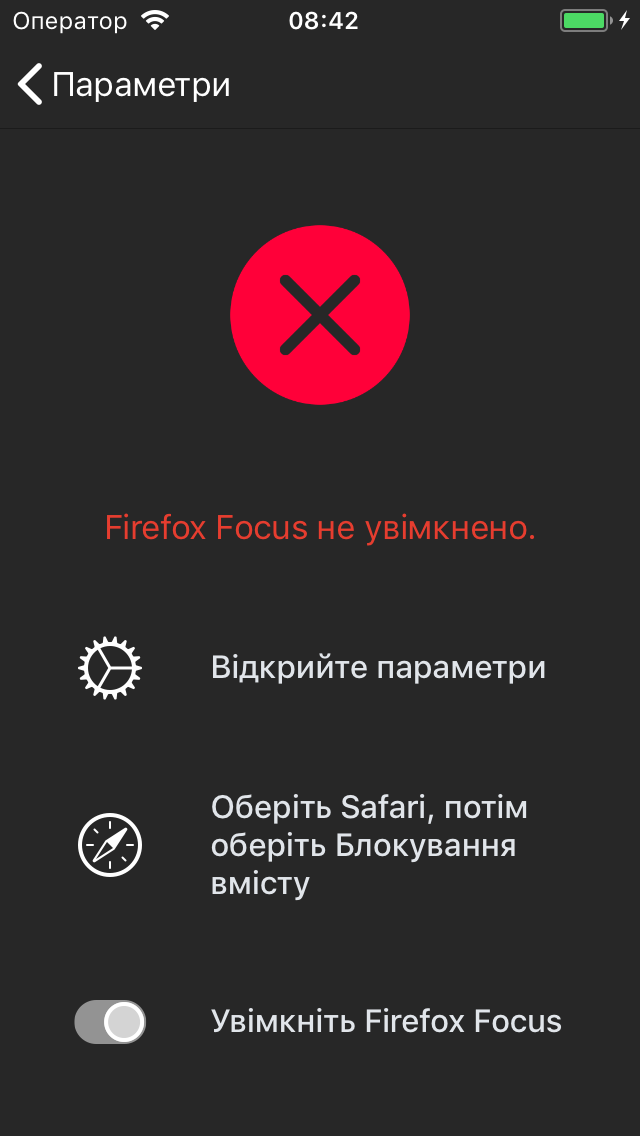 Оператор 08:42
Параметри
Firefox Focus не увімкнено.
Відкрийте параметри
Оберіть Safari, потім
оберіть Блокування
вмісту
Увімкніть Firefox Focus